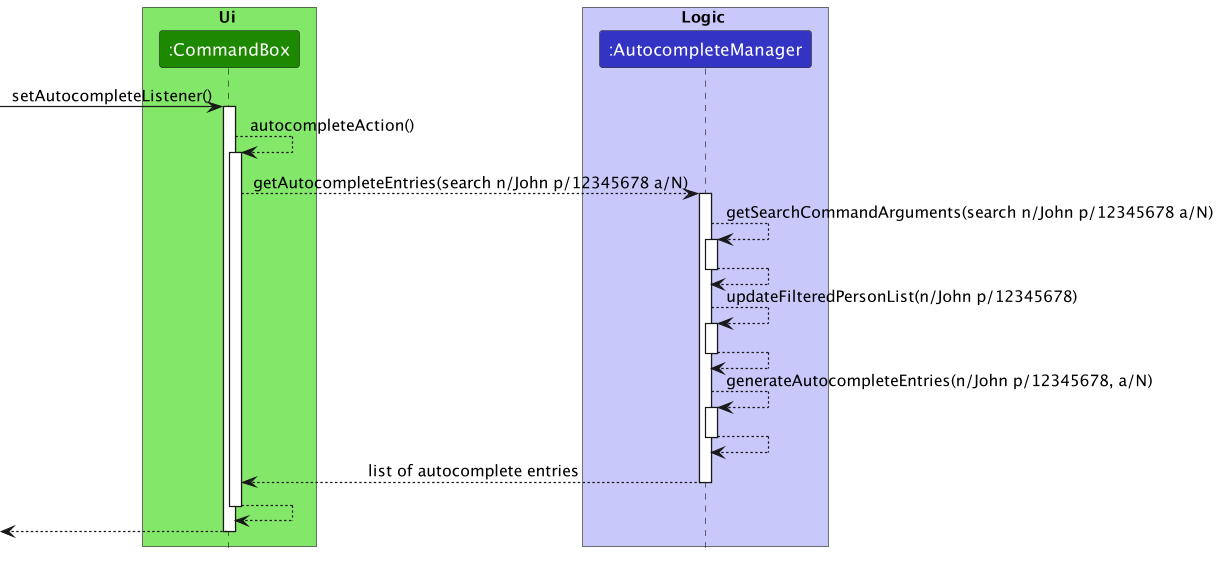 Ui
Logic
:CommandBox
:AutocompleteManager
setAutocompleteListener()
autocompleteAction()
getAutocompleteEntries(search n/John p/12345678 a/N)
getSearchCommandArguments(search n/John p/12345678 a/N)
updateFilteredPersonList(n/John p/12345678)
generateAutocompleteEntries(n/John p/12345678, a/N)
list of autocomplete entries